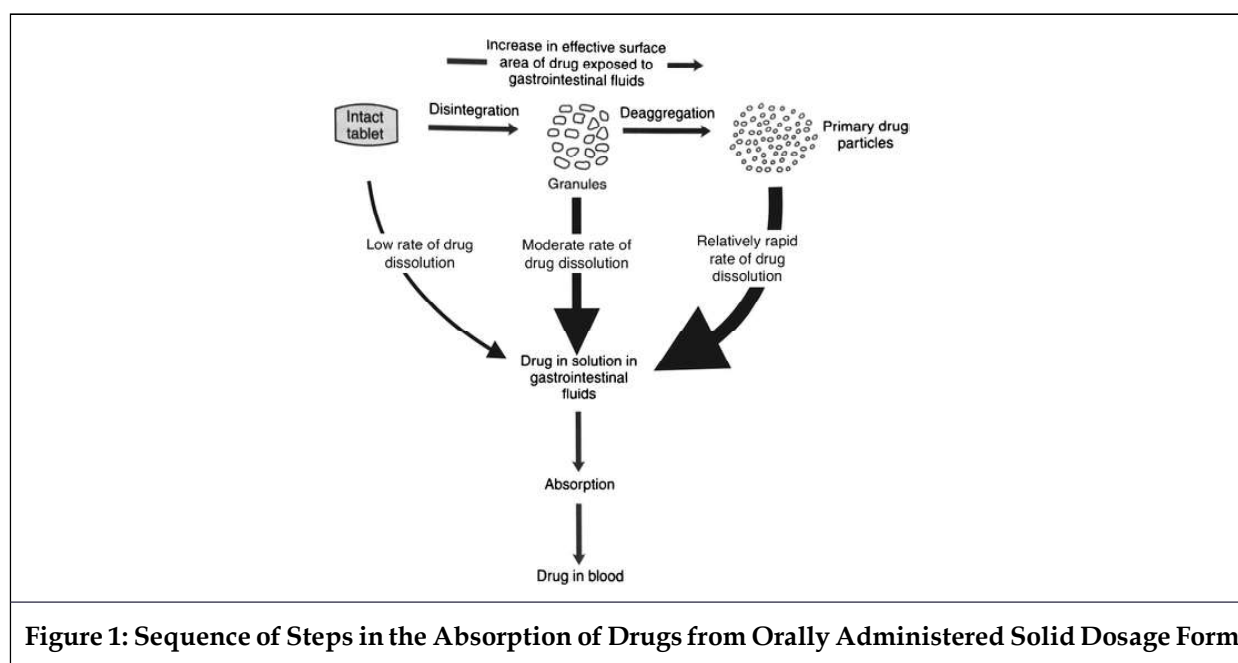 Increase in effective surface
area of drug exposed to
gastrointestinal fluids
Intact
tablet
Disintegration
Deaggregation
Primary drug
particles
Granules
Low rate of drug
dissolution
Moderate rate of
drug dissolution
Relatively rapid
rate of drug
dissolution
Drug in solution in
gastrointestinal
fluids
Absorption
Drug in blood
Figure 1: Sequence of Steps in the Absorption of Drugs from Orally Administered Solid Dosage Form